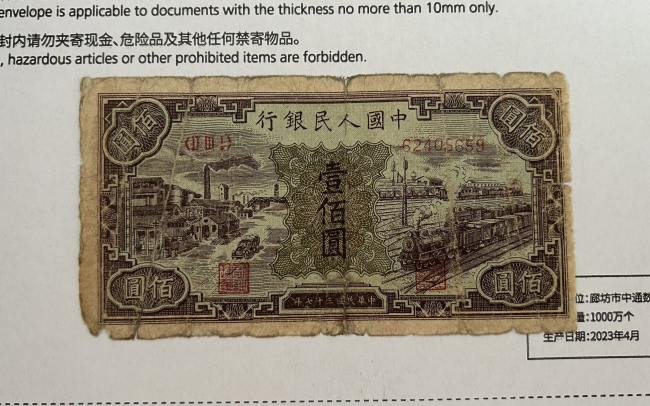 envelope is applicable to documents with the thickness no more than 10mm only.
封内请勿夹寄现金、危险品及其他任何禁寄物品。
, hazardous articles or other prohibited items are forbidden.
行銀民人國中
圓佰
圓佰
62405659
壹佰圓
圓佰
圓佰
年七十三國民華中
位:廊坊市中通数
量:1000万个
生产日期:2023年4月